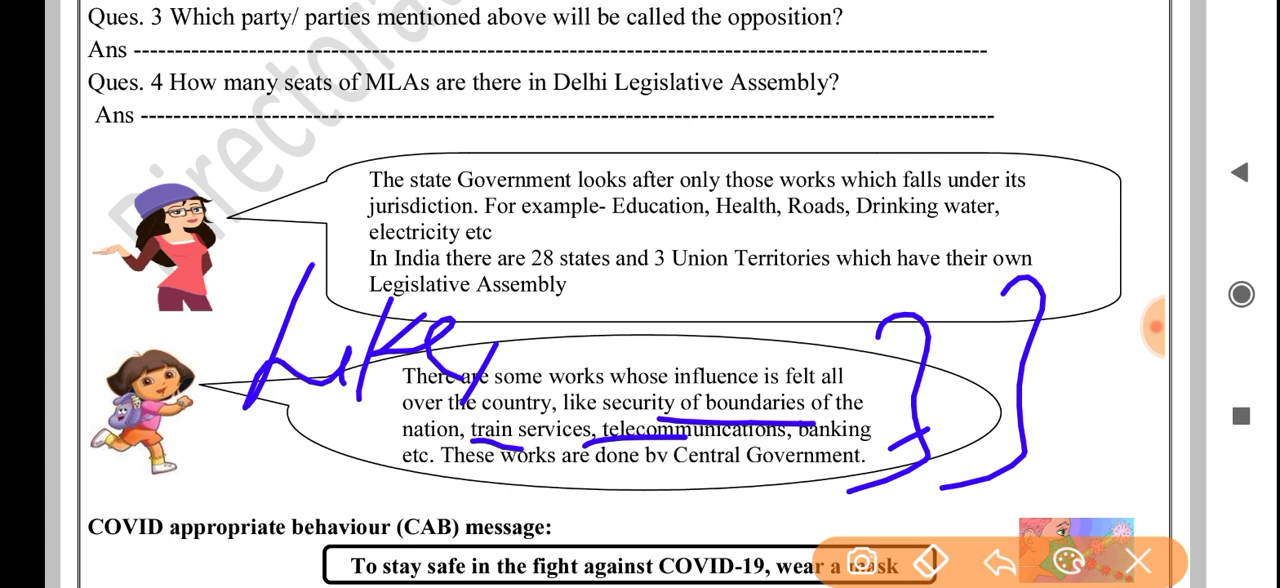 Ques. 3 Which party/ parties mentioned above will be called the opposition?
Ans ----------------------------------------------------------------------------------------------------
Ques. 4 How many seats of MLAs are there in Delhi Legislative Assembly?
Ans ----------------------------------------------------------------------------------------------------
Directora
The state Government looks after only those works which falls under its
jurisdiction. For example- Education, Health, Roads, Drinking water,
electricity etc
In India there are 28 states and 3 Union Territories which have their own
Legislative Assembly
Like,
There are some works whose influence is felt all
over the country, like security of boundaries of the
nation, train services, telecommunications, banking
etc. These works are done by Central Government.
COVID appropriate behaviour (CAB) message:
To stay safe in the fight against COVID-19, wear a mask